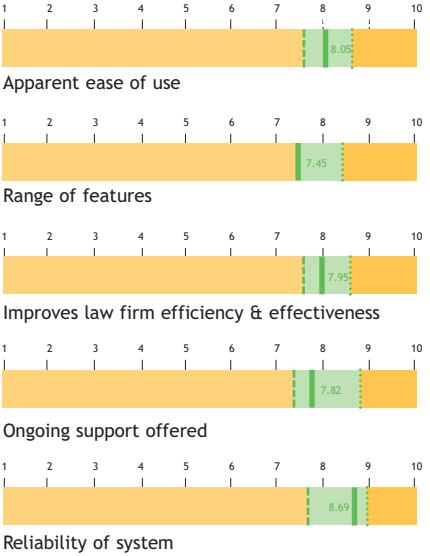 1 2 3 4 5 6 7 8 9 10
8.05
Apparent ease of use
1 2 3 4 5 6 7 8 9 10
7.45
Range of features
1 2 3 4 5 6 7 8 9 10
7.95
Improves law firm efficiency & effectiveness
1 2 3 4 5 6 7 8 9 10
7.82
Ongoing support offered
1 2 3 4 5 6 7 8 9 10
8.69
Reliability of system